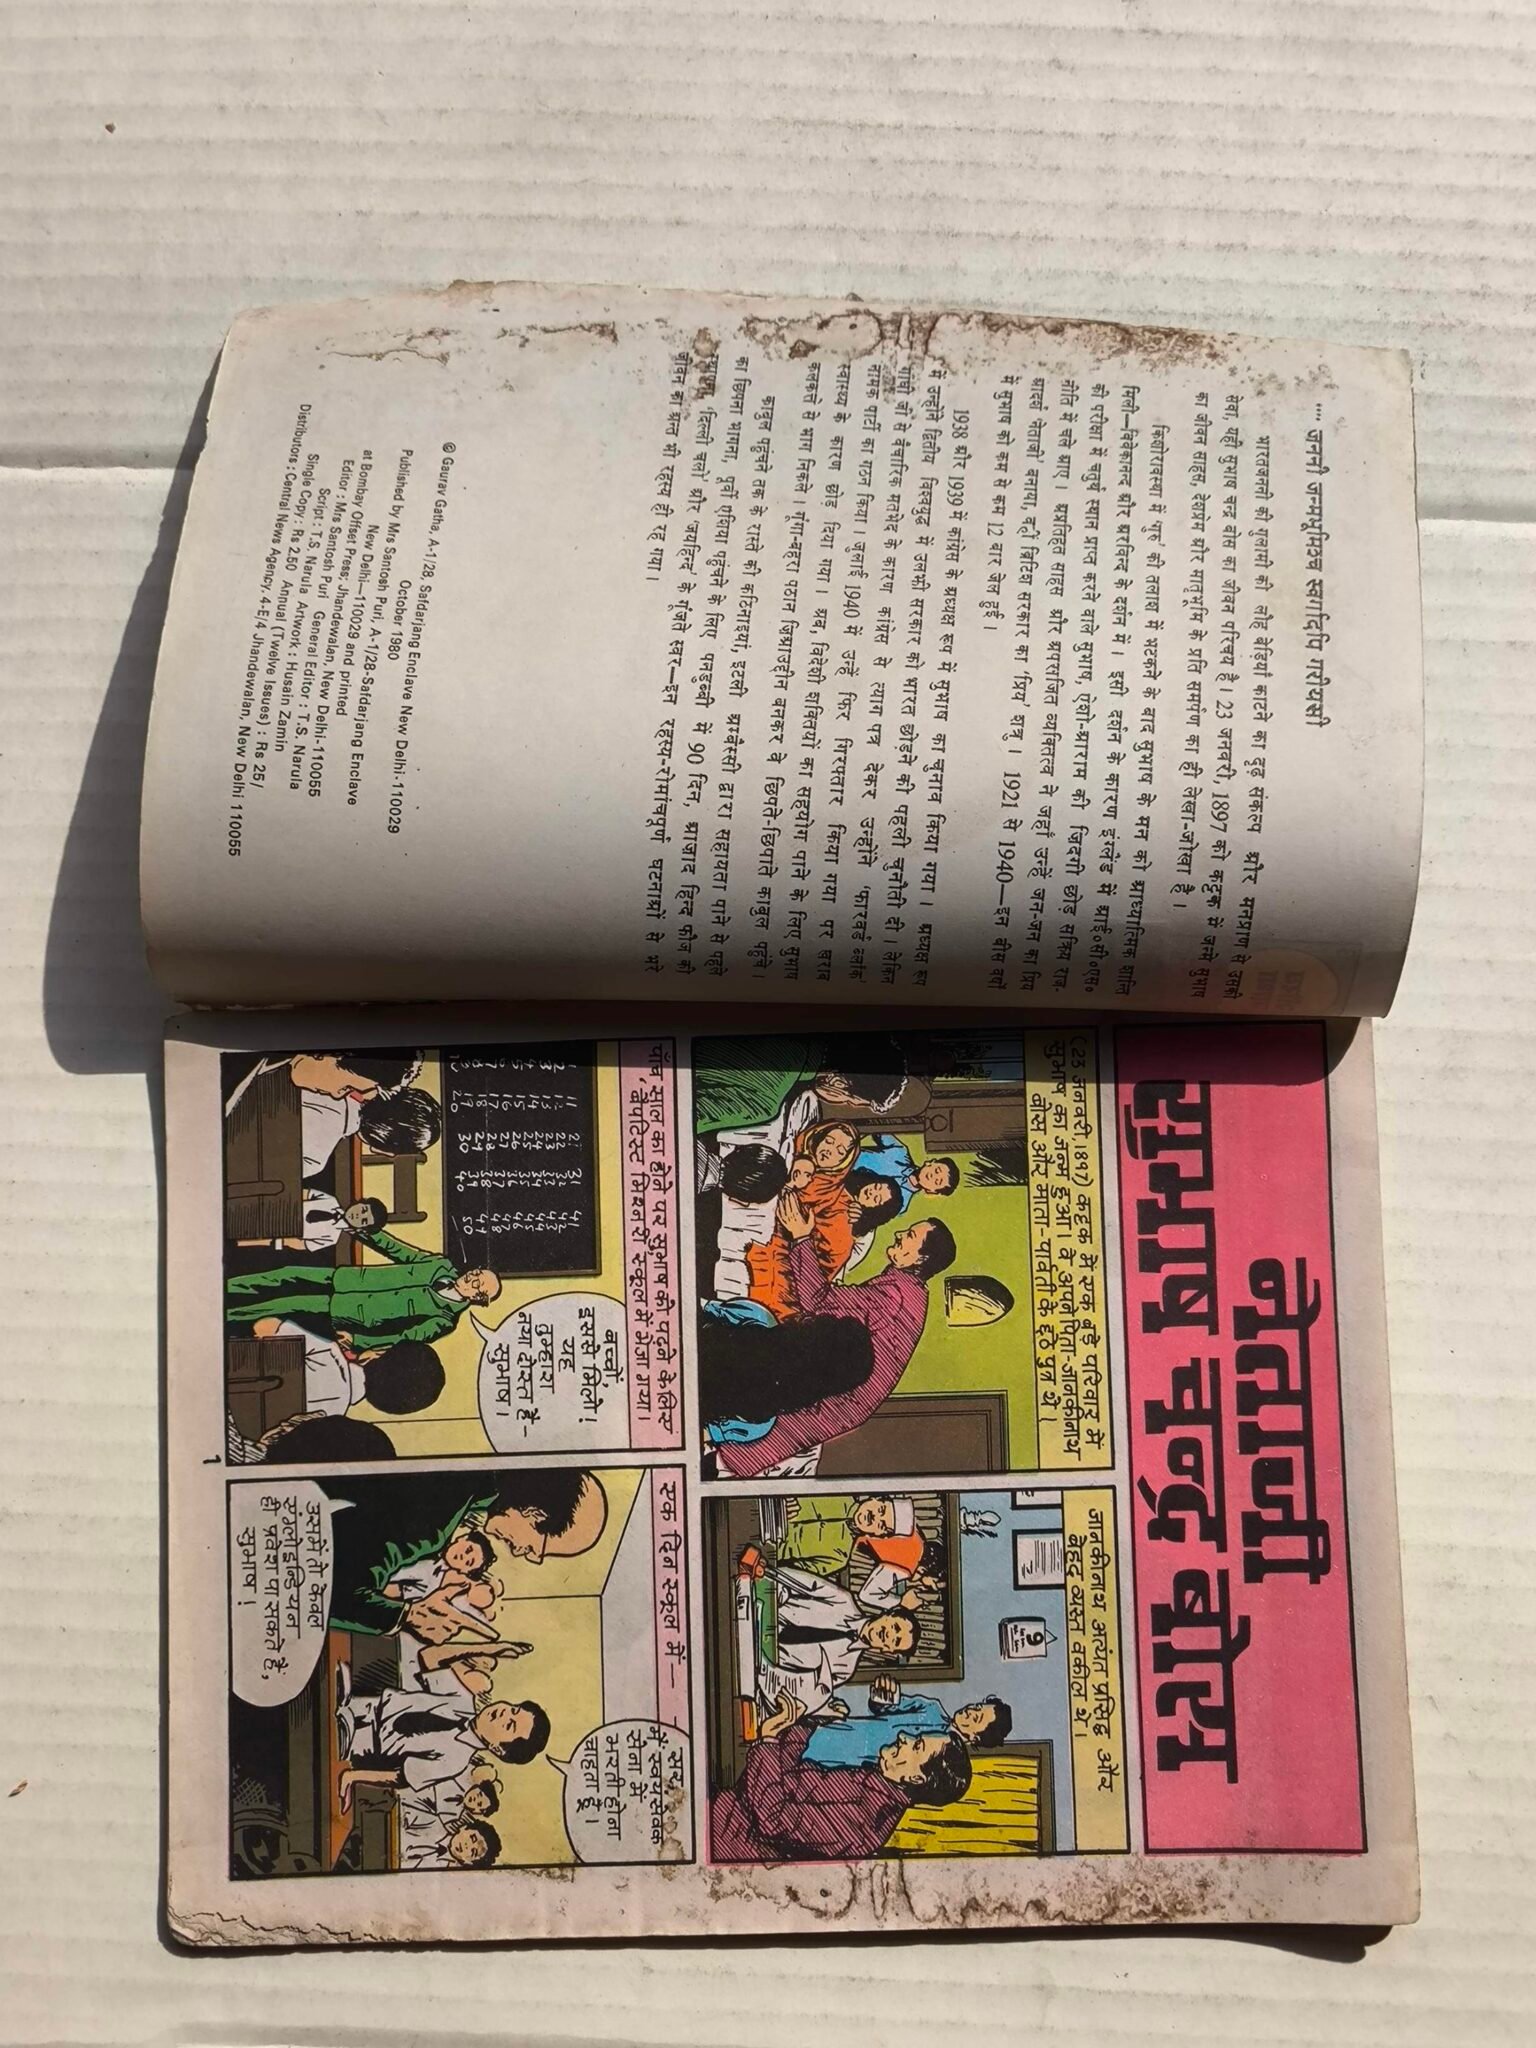 .... जननी जन्मभूमिश्च स्वर्गादपि गरीयसी
भारतजननी की गुलामी की लौह बेड़ियां काटने का दृढ़ संकल्प और मनप्राण से उसकी
सेवा, यही सुभाष चन्द्र बोस का जीवन परिचय है। 23 जनवरी, 1897 को कटक में जन्मे सुभाष
का जीवन साहस, देशप्रेम और मातृभूमि के प्रति समर्पण का ही लेखा-जोखा है।
किशोरावस्था में 'गुरु' की तलाश में भटकने के बाद सुभाष के मन को आध्यात्मिक शान्ति
मिली—विवेकानन्द और अरविन्द के दर्शन में। इसी दर्शन के कारण इंग्लैंड में आई०सी०एस०
की परीक्षा में चतुर्थ स्थान प्राप्त करने वाले सुभाष, ऐशो-आराम की जिंदगी छोड़ सक्रिय राज-
नीति में चले आए। अप्रतिहत साहस और अपराजित व्यक्तित्व ने जहां उन्हें जन-जन का प्रिय
आदर्श 'नेताजी' बनाया, वहीं ब्रिटिश सरकार का 'प्रिय' शत्रु। 1921 से 1940—इन बीस वर्षों
में सुभाष को कम से कम 12 बार जेल हुई।
1938 और 1939 में कांग्रेस के अध्यक्ष रूप में सुभाष का चुनाव किया गया। अध्यक्ष रूप
में उन्होंने द्वितीय विश्वयुद्ध में उलझी सरकार को भारत छोड़ने की पहली चुनौती दी। लेकिन
गांधी जी से वैचारिक मतभेद के कारण कांग्रेस से त्याग पत्र देकर उन्होंने 'फारवर्ड ब्लॉक'
नामक पार्टी का गठन किया। जुलाई 1940 में उन्हें फिर गिरफ्तार किया गया पर खराब
स्वास्थ्य के कारण छोड़ दिया गया। अब, विदेशी शक्तियों का सहयोग पाने के लिए सुभाष
कलकत्ते से भाग निकले। गूंगा-बहरा पठान जिआउद्दीन बनकर वे छिपते-छिपाते काबुल पहुंचे।
काबुल पहुंचने तक के रास्ते की कठिनाइयां, इटली अम्बेस्सी द्वारा सहायता पाने से पहले
का छिपना भागना, पूर्वी एशिया पहुंचने के लिए पनडुब्बी में 90 दिन, आजाद हिन्द फौज की
स्थापना, 'दिल्ली चलो' और 'जयहिन्द' के गूंजते स्वर—इन रहस्य-रोमांचपूर्ण घटनाओं से भरे
जीवन का अन्त भी रहस्य ही रह गया।
© Gaurav Gatha, A-1/28, Safdarjang Enclave New Delhi-110029
October 1980
Published by Mrs Santosh Puri, A-1/28-Safdarjang Enclave
New Delhi—110029 and printed
at Bombay Offset Press; Jhandewalan, New Delhi-110055
Editor : Mrs Santosh Puri General Editor : T.S. Narula
Script : T.S. Narula Artwork : Husain Zamin
Single Copy : Rs 2.50 Annual (Twelve Issues) : Rs 25/
Distributors : Central News Agency, 4-E/4 Jhandewalan, New Delhi 110055
नेताजी
सुभाष चन्द्र बोस
(23 जनवरी, 1897) कटक में एक बड़े परिवार में
सुभाष का जन्म हुआ। वे अपने पिता-जानकीनाथ
बोस और माता-पार्वती के छठे पुत्र थे।
जानकीनाथ अत्यंत प्रसिद्ध और
बेहद व्यस्त वकील थे।
9
पांच साल का होने पर सुभाष को पढ़ने के लिए
'बैपटिस्ट मिशनरी स्कूल में भेजा गया।
बच्चों,
इससे मिलो!
यह
तुम्हारा
नया दोस्त है-
सुभाष।
एक दिन स्कूल में—
सर,
मैं स्वयंसेवक
सेना में
भरती होना
चाहता हूँ।
उसमें तो केवल
एंग्लो इन्डियन
ही प्रवेश पा सकते हैं,
सुभाष!
1